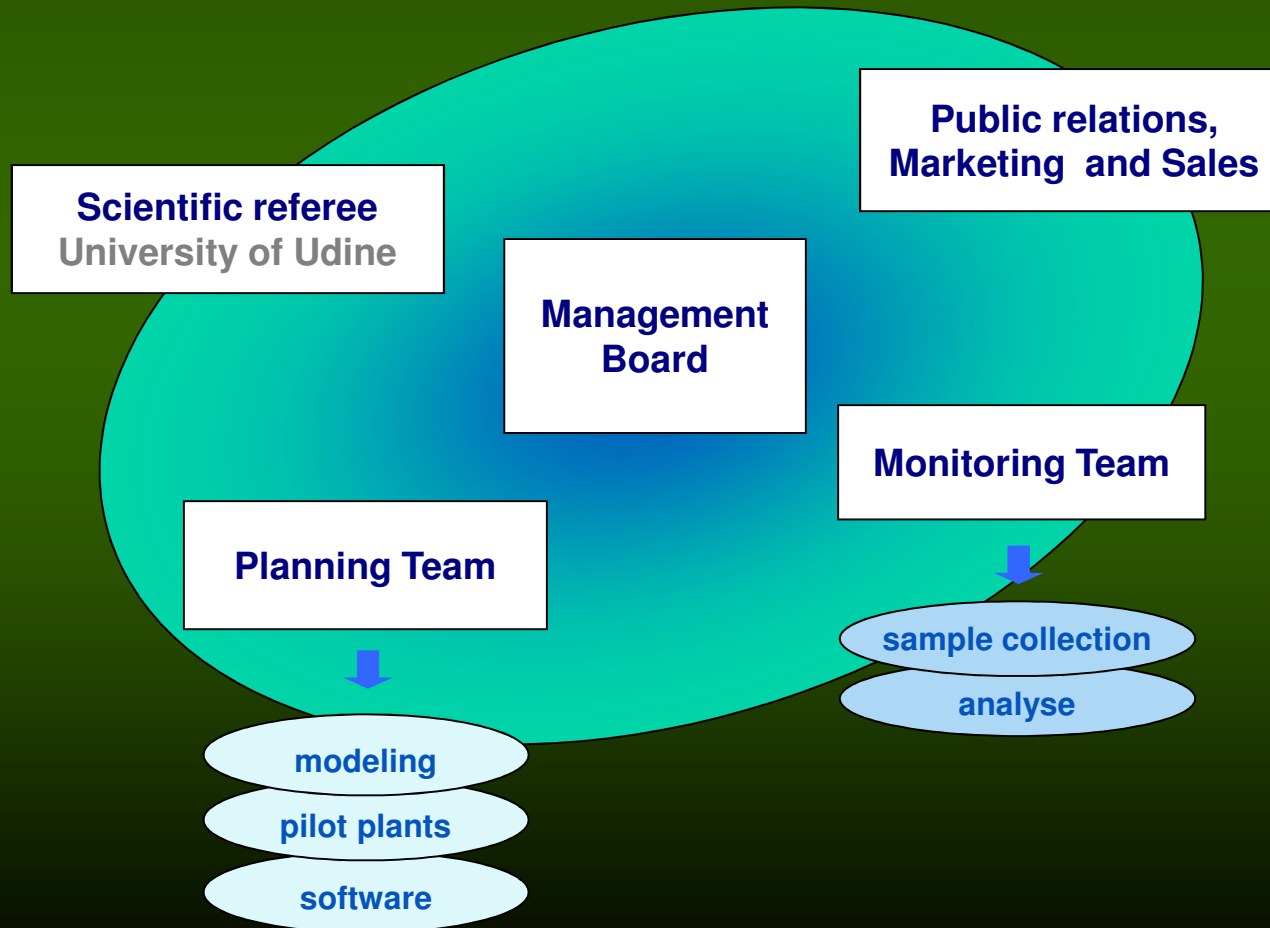 Public relations,
Marketing  and Sales
Scientific referee
University of Udine
Management
Board
Monitoring Team
Planning Team
sample collection
analyse
modeling
pilot plants
software